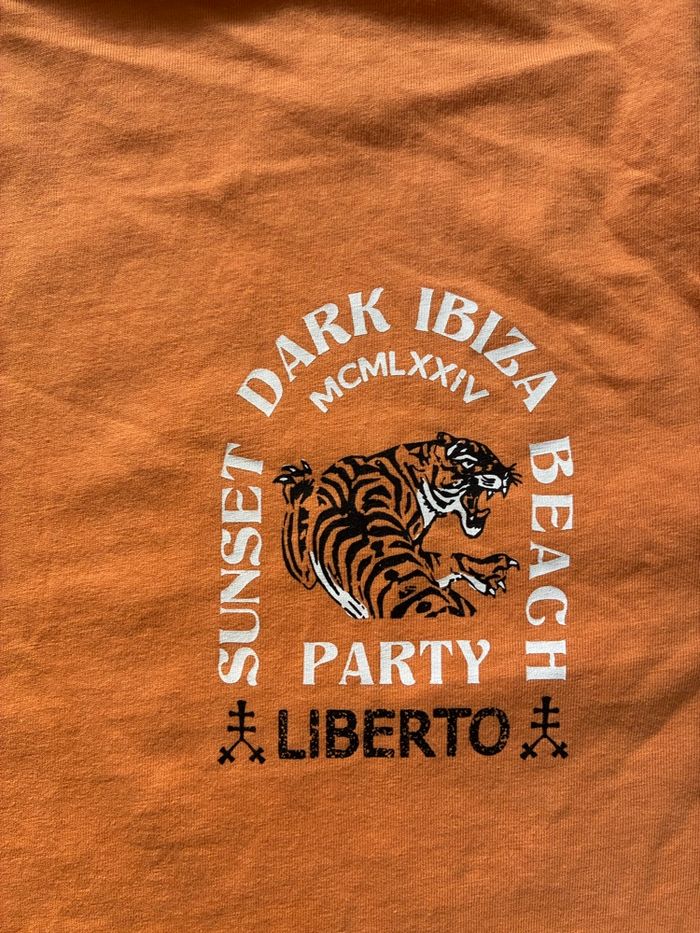 SUNSET DARK IBIZA BEACH
MCMLXXIV
PARTY
LIBERTO